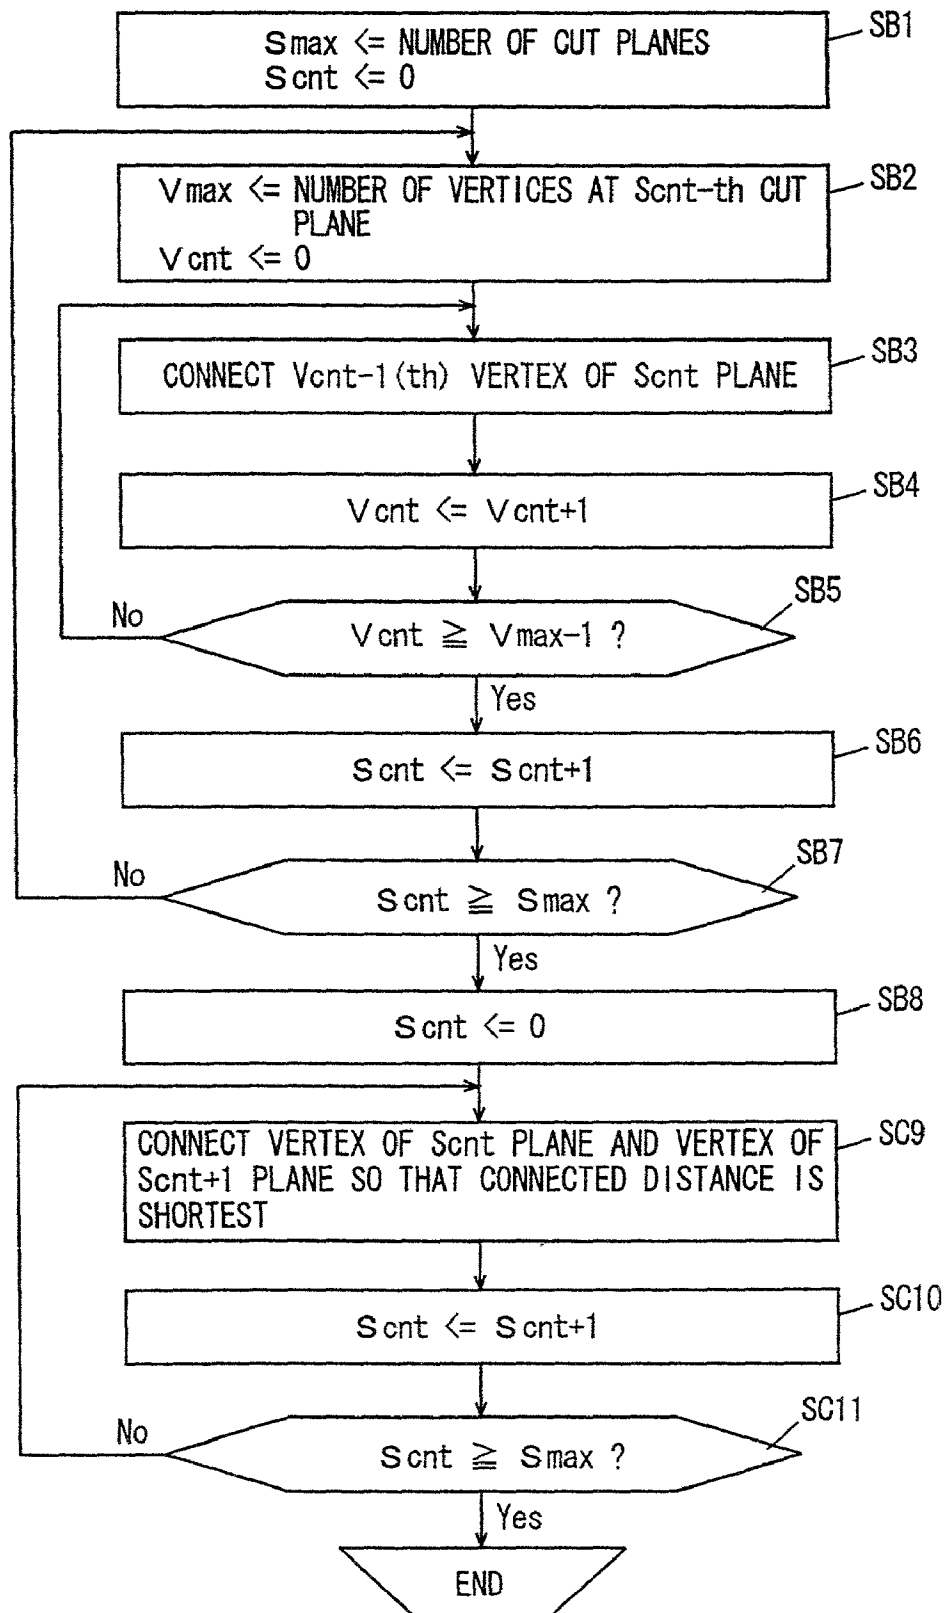 Smax <= NUMBER OF CUT PLANES
Scnt <= 0
SB1
Vmax <= NUMBER OF VERTICES AT Scnt-th CUT
PLANE
Vcnt <= 0
SB2
CONNECT Vcnt-1(th) VERTEX OF Scnt PLANE
SB3
Vcnt <= Vcnt+1
SB4
Vcnt ≧ Vmax-1 ?
SB5
No
Yes
Scnt <= Scnt+1
SB6
Scnt ≧ Smax ?
SB7
No
Yes
Scnt <= 0
SB8
CONNECT VERTEX OF Scnt PLANE AND VERTEX OF
Scnt+1 PLANE SO THAT CONNECTED DISTANCE IS
SHORTEST
SC9
Scnt <= Scnt+1
SC10
Scnt ≧ Smax ?
SC11
No
Yes
END